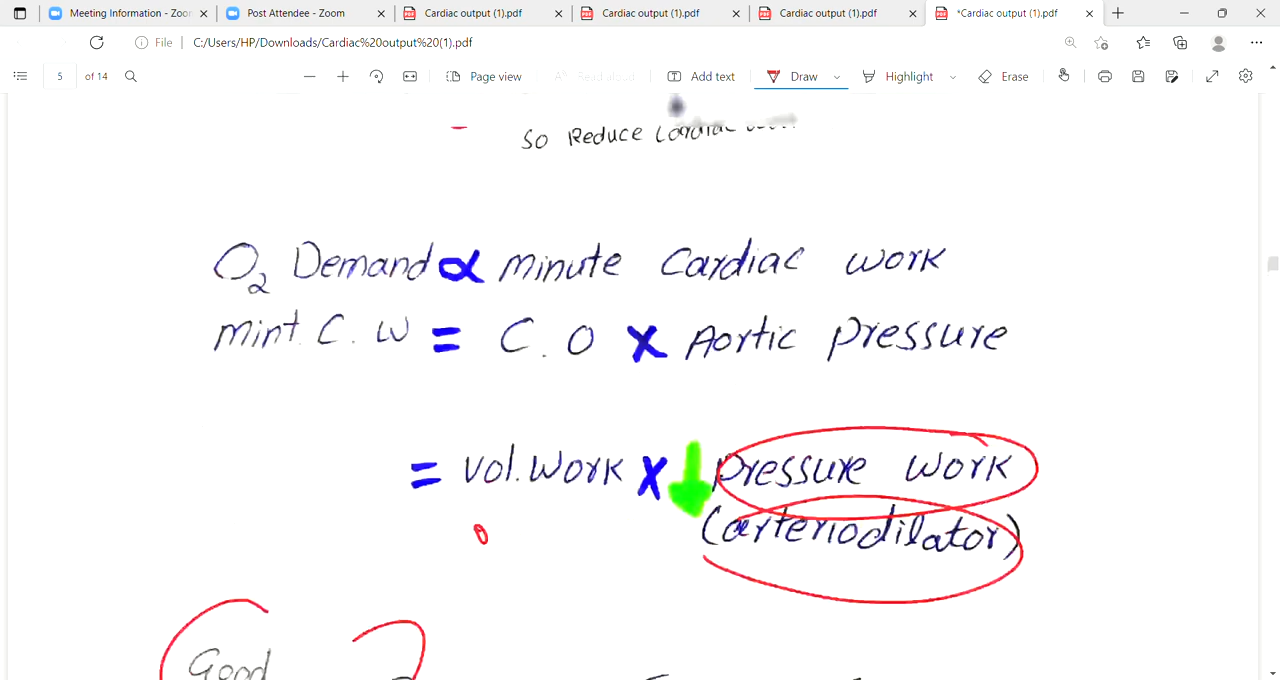 Meeting Information - Zoor
Post Attendee - Zoom
Cardiac output (1).pdf
Cardiac output (1).pdf
Cardiac output (1).pdf
*Cardiac output (1).pdf
File
C:/Users/HP/Downloads/Cardiac%20output%20(1).pdf
5 of 14
Page view
Read aloud
Add text
Draw
Highlight
Erase
So Reduce Cardiac
O2 Demand ∝ minute Cardiac work
mint. C. W = C. O X Aortic pressure
= Vol. Work X pressure work
(arteriodilator)
Good